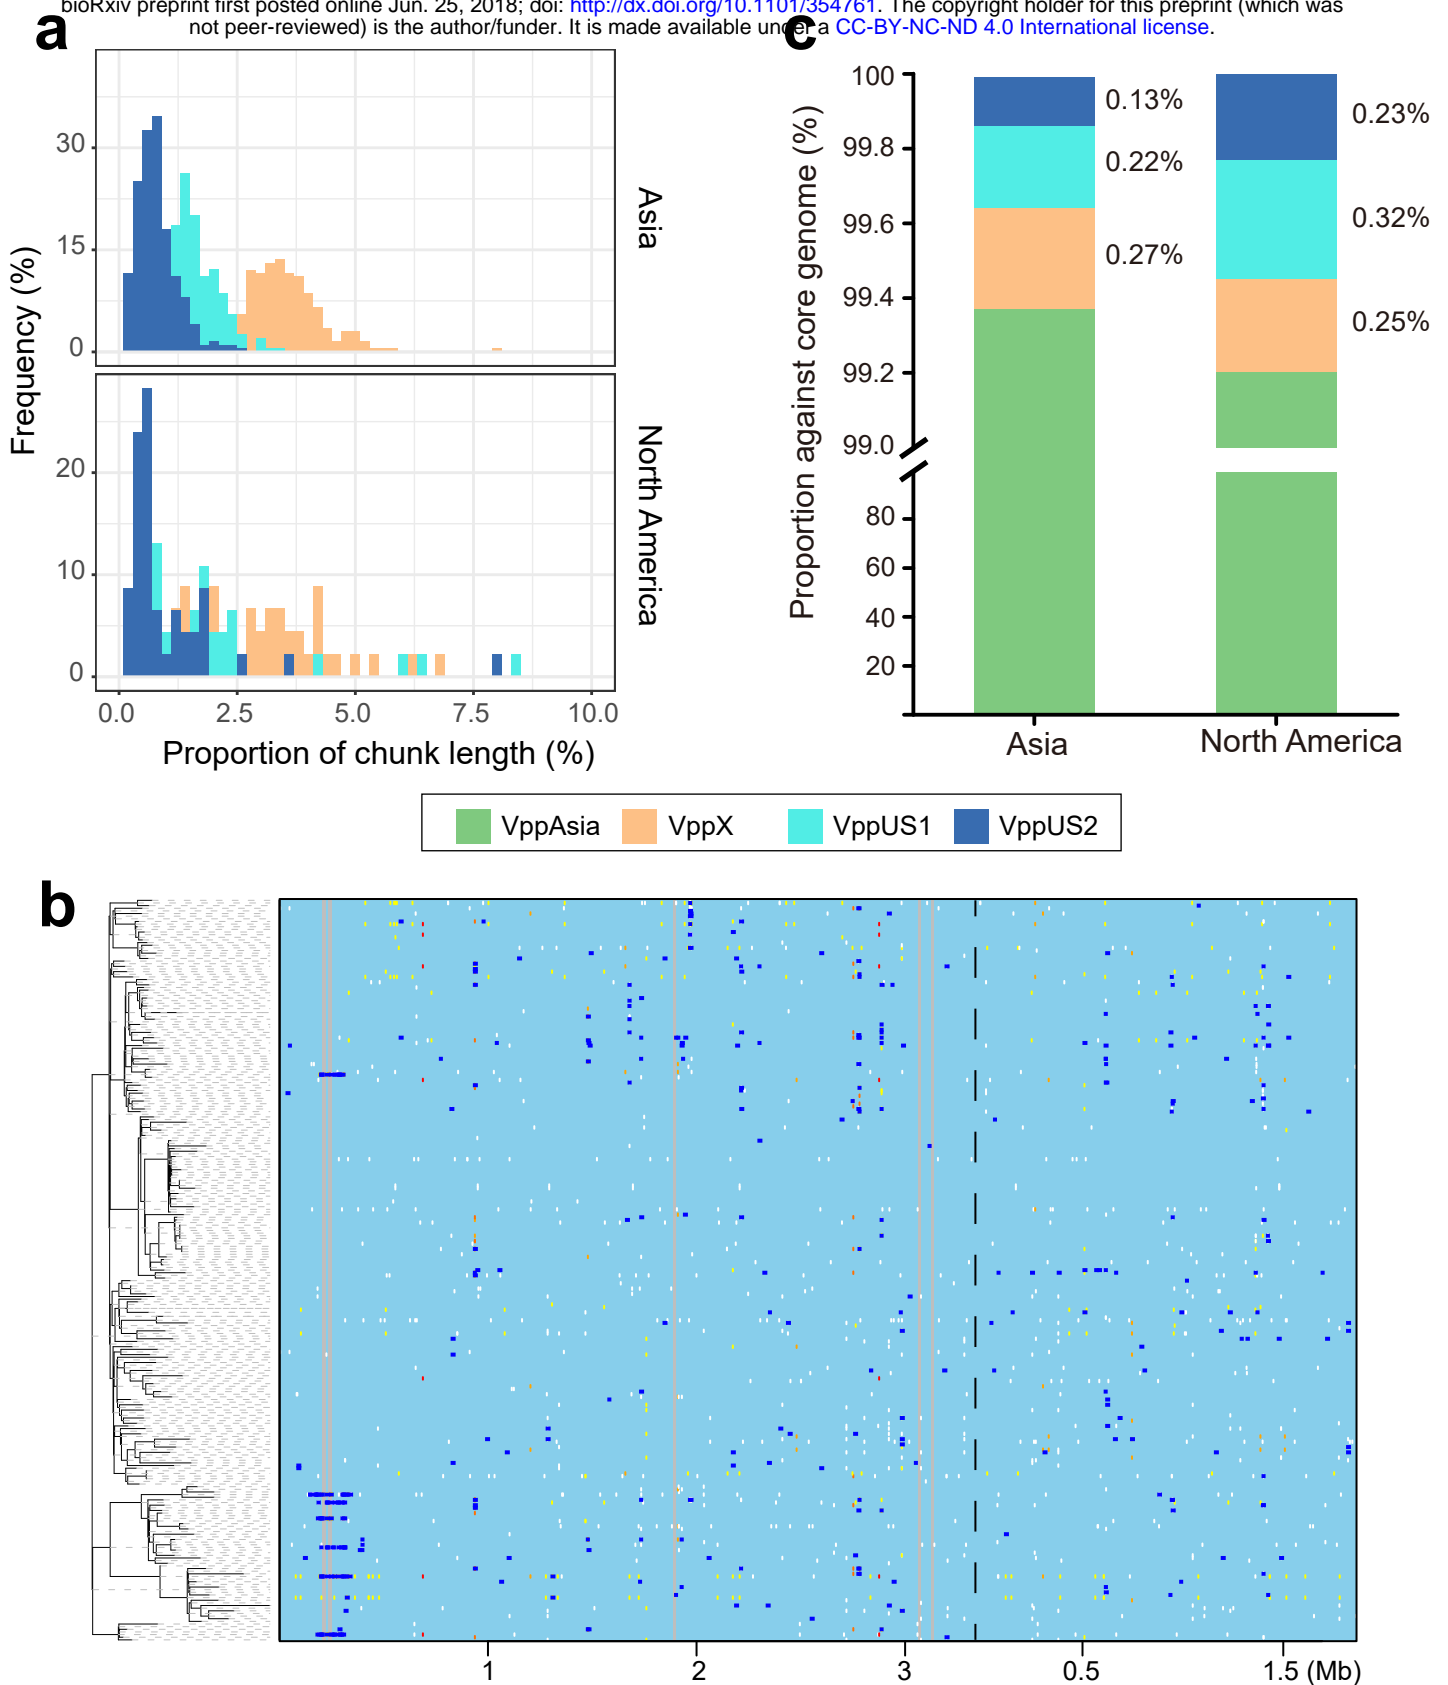 bioRxiv preprint first posted online Jun. 25, 2018; doi: http://dx.doi.org/10.1101/354761. The copyright holder for this preprint (which was
not peer-reviewed) is the author/funder. It is made available under a CC-BY-NC-ND 4.0 International license.
a
Frequency (%)
30
15
0
Asia
20
10
0
North America
0.0 2.5 5.0 7.5 10.0
Proportion of chunk length (%)
c
Proportion against core genome (%)
100
99.8
99.6
99.4
99.2
99.0
80
60
40
20
0.13%
0.22%
0.27%
0.23%
0.32%
0.25%
Asia North America
VppAsia VppX VppUS1 VppUS2
b
1 2 3 0.5 1.5 (Mb)